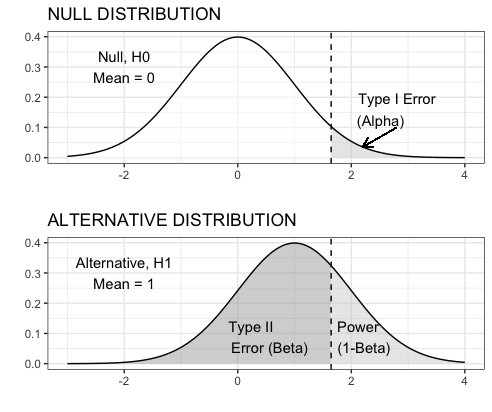 NULL DISTRIBUTION
0.4
0.3
0.2
0.1
0.0
Null, H0
Mean = 0
Type I Error
(Alpha)
-2
0
2
4
ALTERNATIVE DISTRIBUTION
0.4
0.3
0.2
0.1
0.0
Alternative, H1
Mean = 1
Type II
Error (Beta)
Power
(1-Beta)
-2
0
2
4